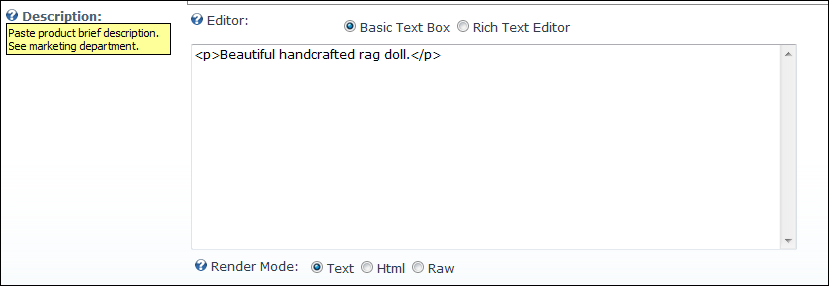 Description:
Paste product brief description.
See marketing department.
Editor:
Basic Text Box Rich Text Editor
<p>Beautiful handcrafted rag doll.</p>
Render Mode: Text Html Raw